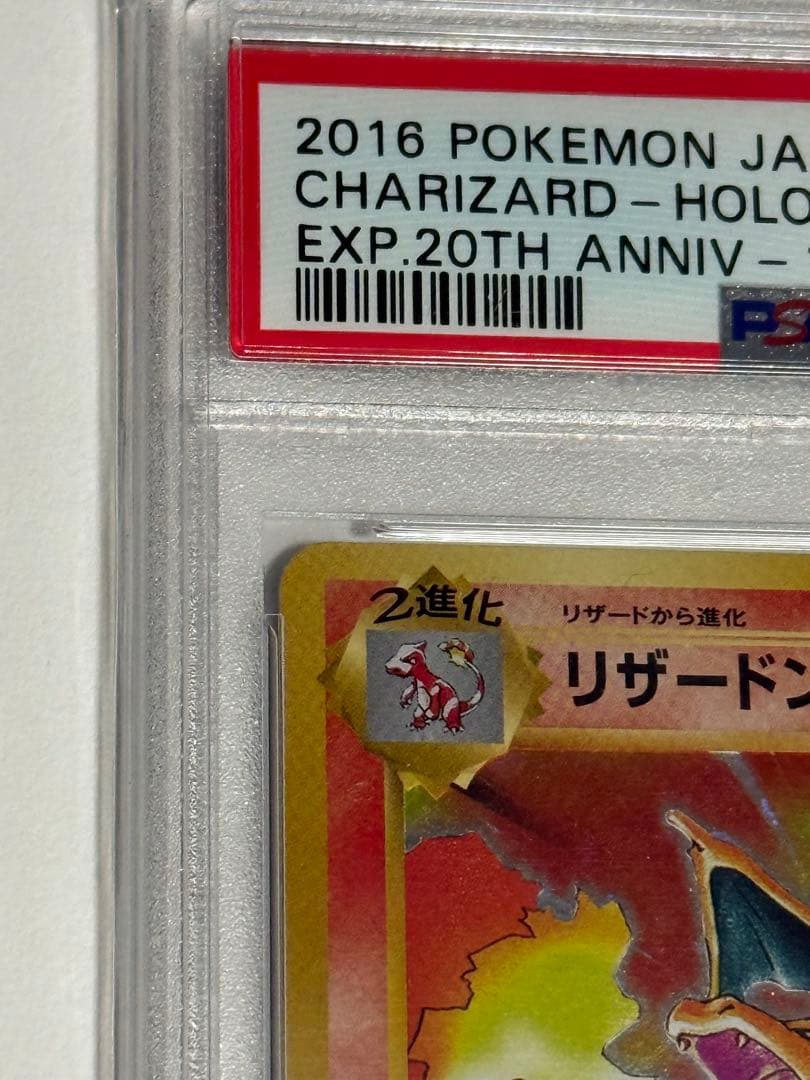 2016 POKEMON JA
CHARIZARD-HOLO
EXP.20TH ANNIV-
PS
2進化
リザードから進化
リザードン